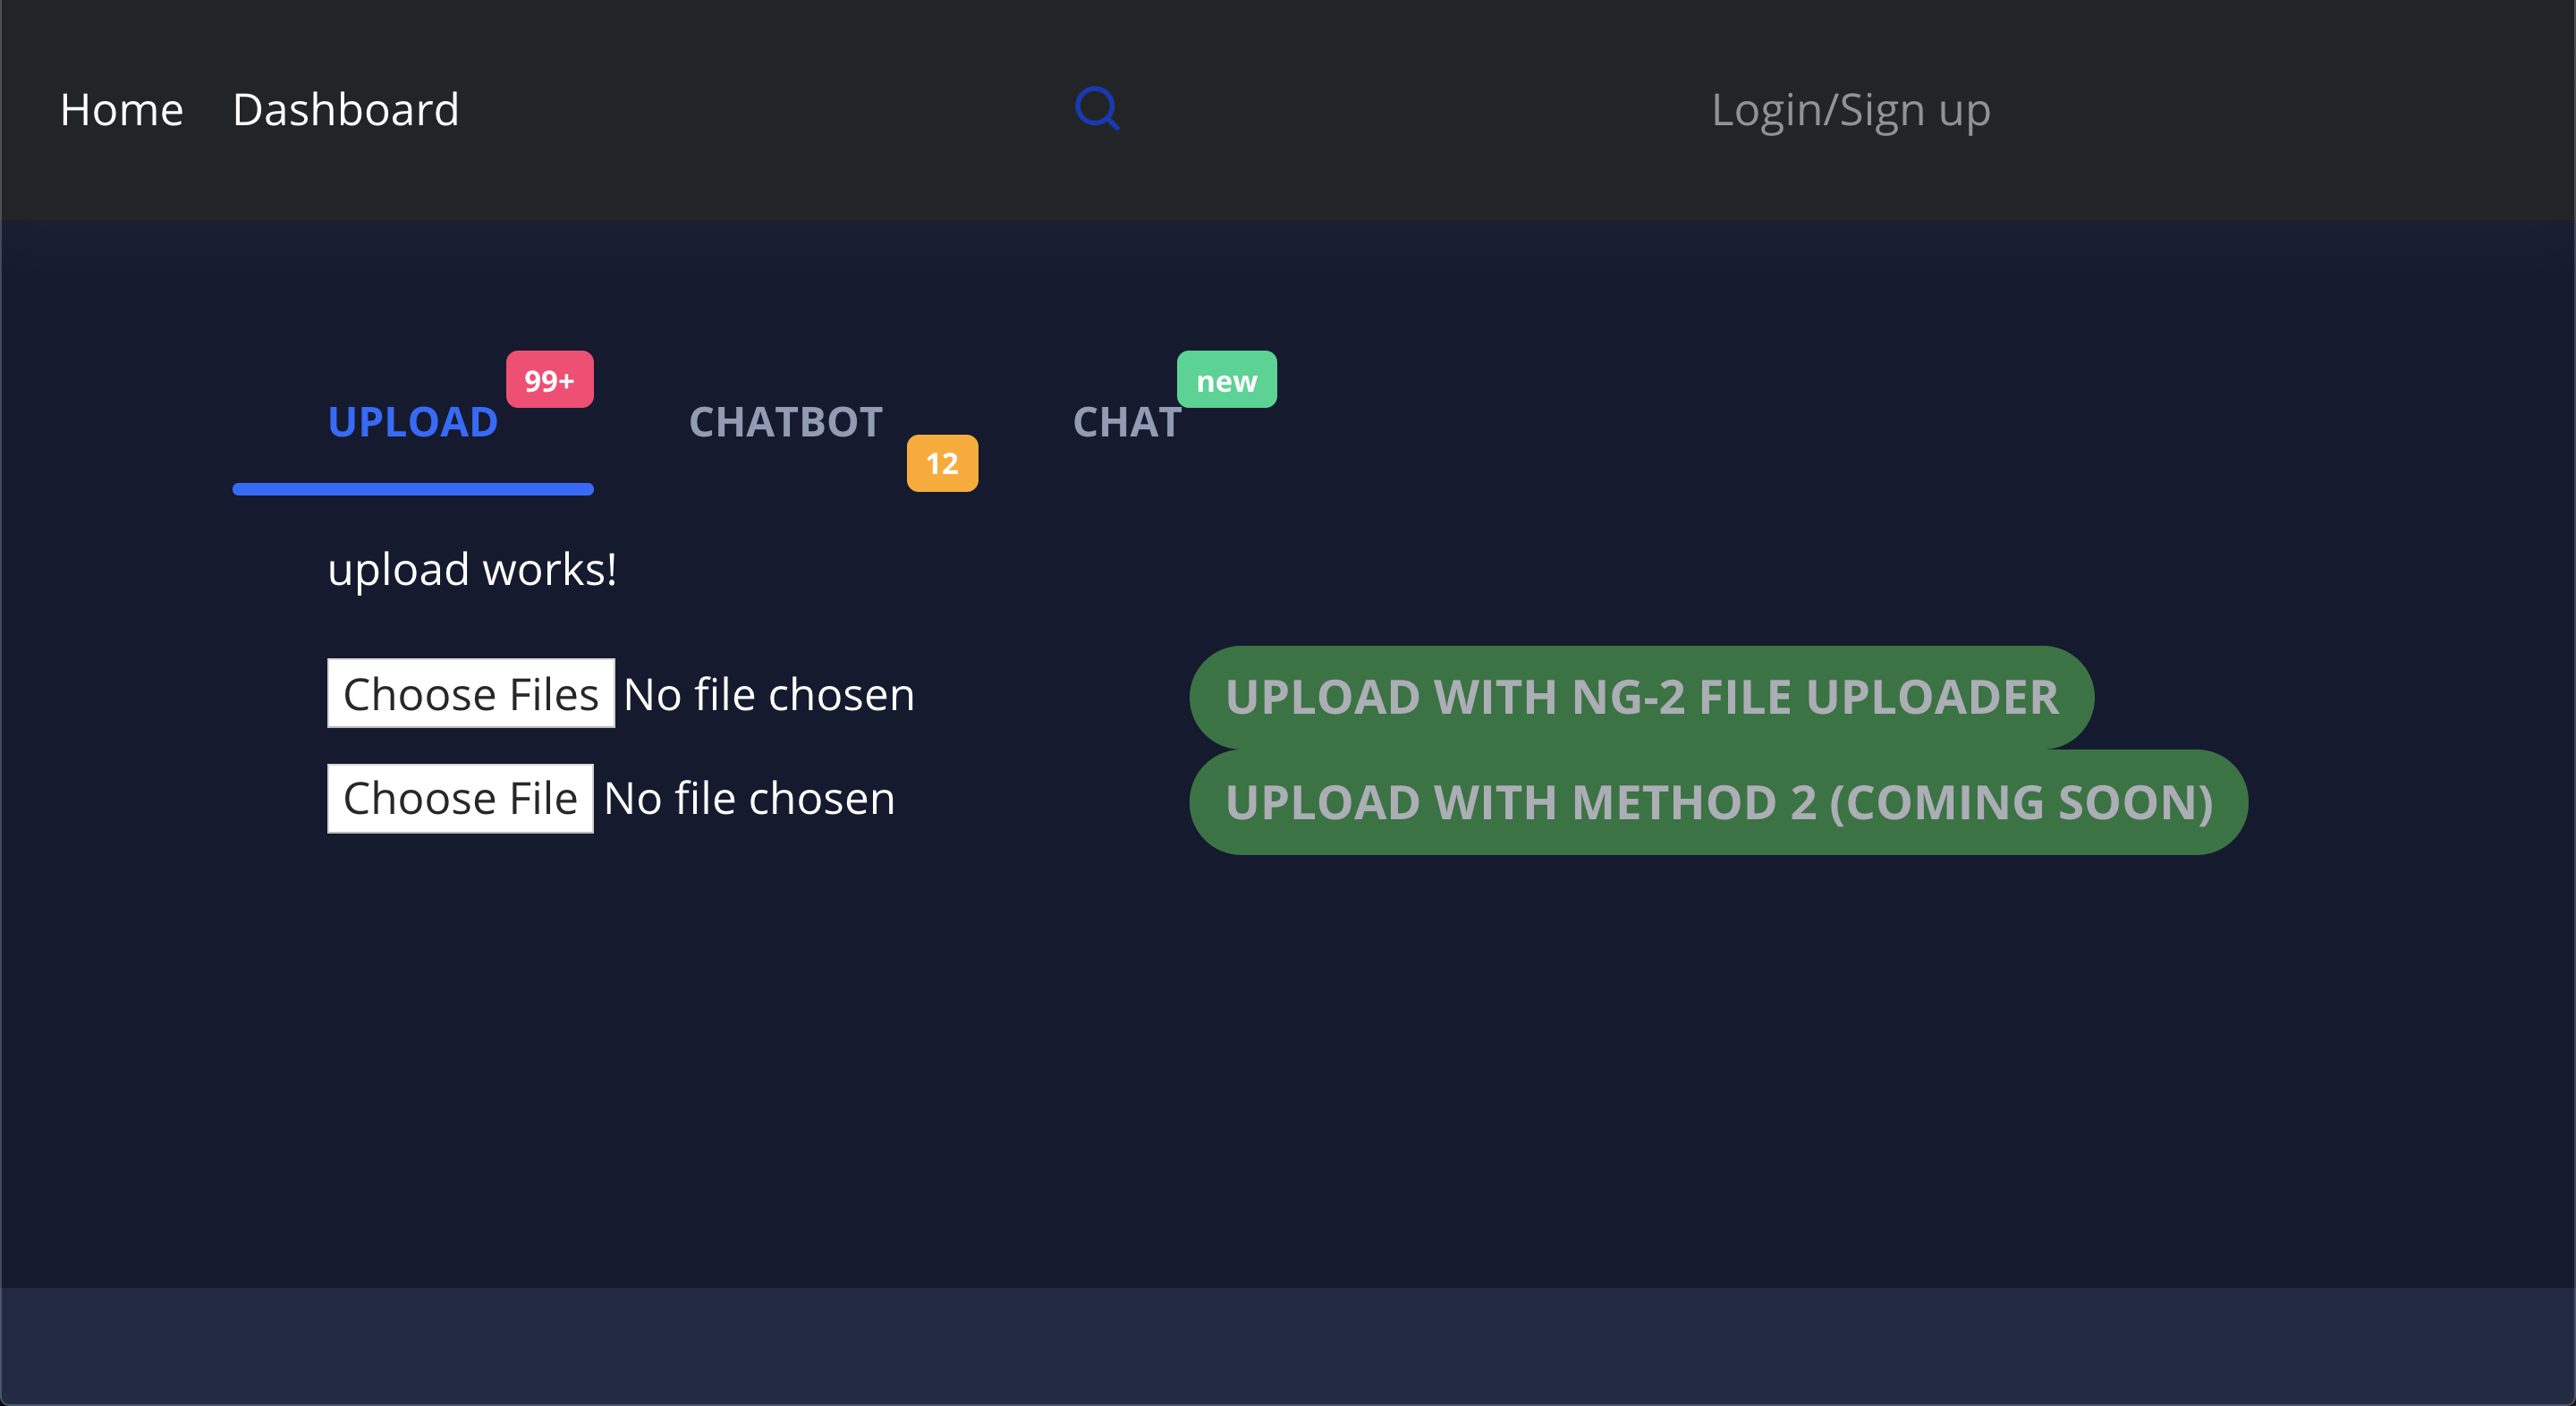 Home Dashboard Login/Sign up
99+ new
UPLOAD CHATBOT CHAT
12
upload works!
Choose Files No file chosen UPLOAD WITH NG-2 FILE UPLOADER
Choose File No file chosen UPLOAD WITH METHOD 2 (COMING SOON)